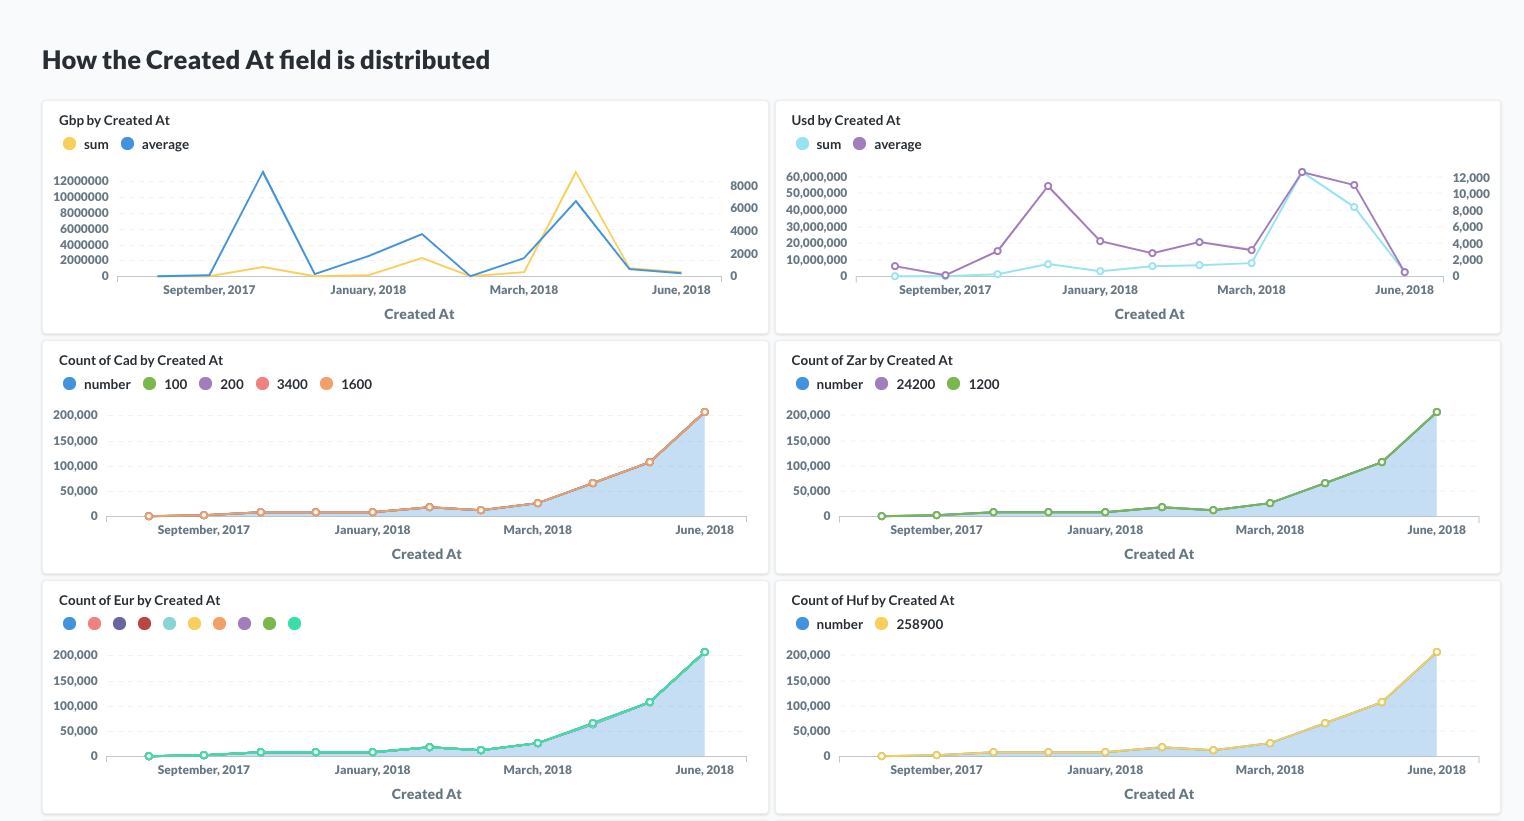 How the Created At field is distributed
Gbp by Created At
sum average
12000000
10000000
8000000
6000000
4000000
2000000
0
8000
6000
4000
2000
0
September, 2017 January, 2018 March, 2018 June, 2018
Created At
Usd by Created At
sum average
60,000,000
50,000,000
40,000,000
30,000,000
20,000,000
10,000,000
0
12,000
10,000
8,000
6,000
4,000
2,000
0
September, 2017 January, 2018 March, 2018 June, 2018
Created At
Count of Cad by Created At
number 100 200 3400 1600
200,000
150,000
100,000
50,000
0
September, 2017 January, 2018 March, 2018 June, 2018
Created At
Count of Zar by Created At
number 24200 1200
200,000
150,000
100,000
50,000
0
September, 2017 January, 2018 March, 2018 June, 2018
Created At
Count of Eur by Created At
200,000
150,000
100,000
50,000
0
September, 2017 January, 2018 March, 2018 June, 2018
Created At
Count of Huf by Created At
number 258900
200,000
150,000
100,000
50,000
0
September, 2017 January, 2018 March, 2018 June, 2018
Created At